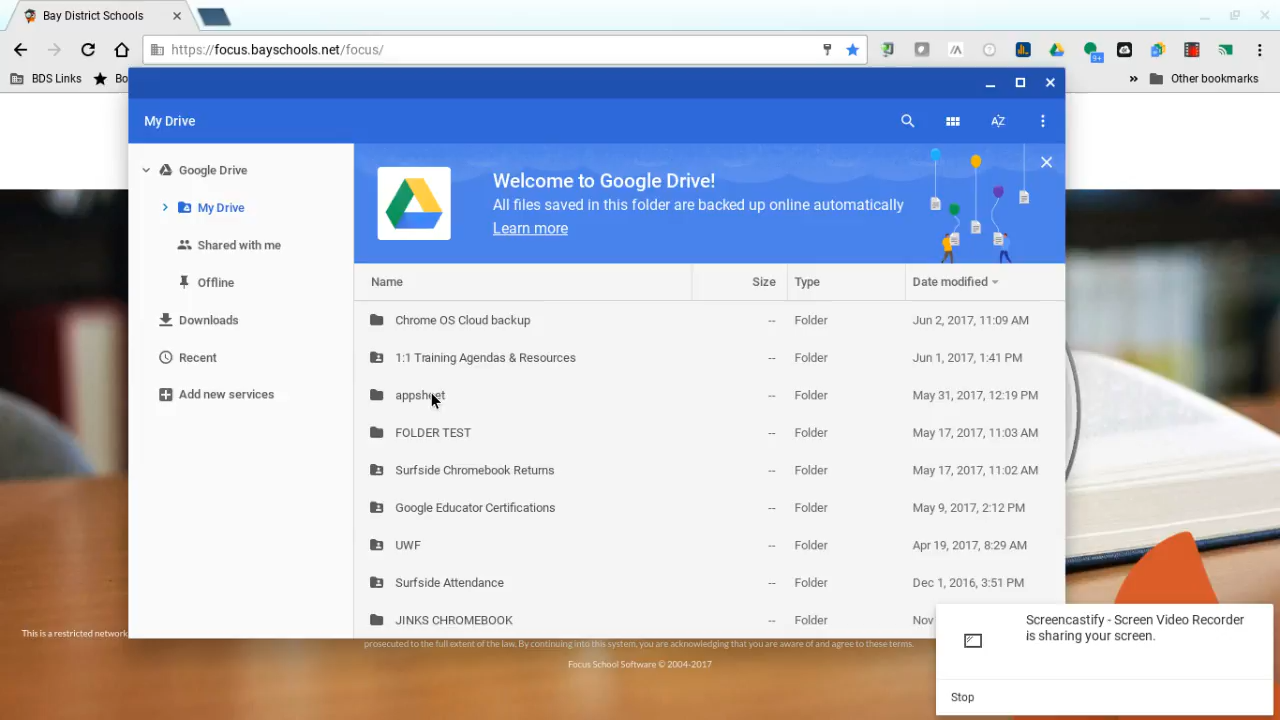 Bay District Schools
https://focus.bayschools.net/focus/
9+
BDS Links
Bo
»
Other bookmarks
My Drive
AZ
Google Drive
My Drive
Shared with me
Offline
Downloads
Recent
Add new services
Welcome to Google Drive!
All files saved in this folder are backed up online automatically
Learn more
Name Size Type Date modified
Chrome OS Cloud backup -- Folder Jun 2, 2017, 11:09 AM
1:1 Training Agendas & Resources -- Folder Jun 1, 2017, 1:41 PM
appsheet -- Folder May 31, 2017, 12:19 PM
FOLDER TEST -- Folder May 17, 2017, 11:03 AM
Surfside Chromebook Returns -- Folder May 17, 2017, 11:02 AM
Google Educator Certifications -- Folder May 9, 2017, 2:12 PM
UWF -- Folder Apr 19, 2017, 8:29 AM
Surfside Attendance -- Folder Dec 1, 2016, 3:51 PM
JINKS CHROMEBOOK -- Folder Nov
This is a restricted network
prosecuted to the full extent of the law. By continuing into this system, you are acknowledging that you are aware of and agree to these terms.
Focus School Software © 2004-2017
Screencastify - Screen Video Recorder
is sharing your screen.
Stop